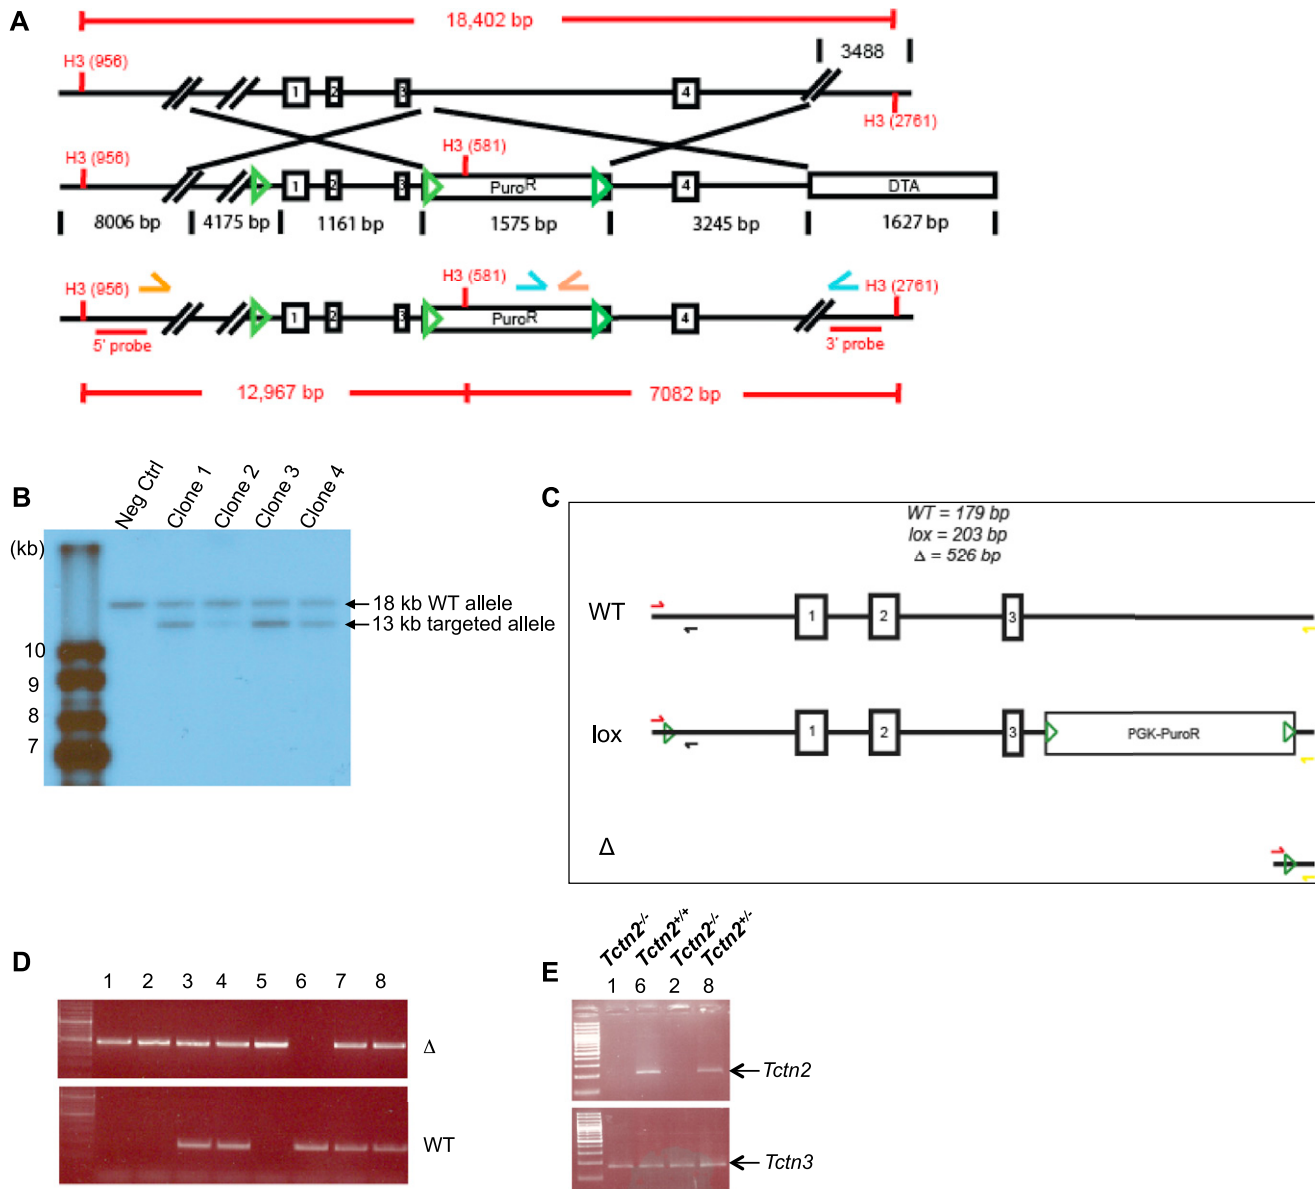 A
18,402 bp
3488
H3 (956)
1 2 3 4
H3 (2761)
H3 (956)
H3 (581)
1 2 3 PuroR 4 DTA
8006 bp 4175 bp 1161 bp 1575 bp 3245 bp 1627 bp
H3 (956)
H3 (581)
H3 (2761)
1 2 3 PuroR 4
5' probe
3' probe
12,967 bp 7082 bp
B
Neg Ctrl Clone 1 Clone 2 Clone 3 Clone 4
(kb)
18 kb WT allele
13 kb targeted allele
10
9
8
7
C
WT = 179 bp
lox = 203 bp
Δ = 526 bp
WT 1 2 3
lox 1 2 3 PGK-PuroR
Δ
D
1 2 3 4 5 6 7 8
Δ
WT
E
Tctn2-/- Tctn2+/+ Tctn2-/- Tctn2+/-
1 6 2 8
Tctn2
Tctn3